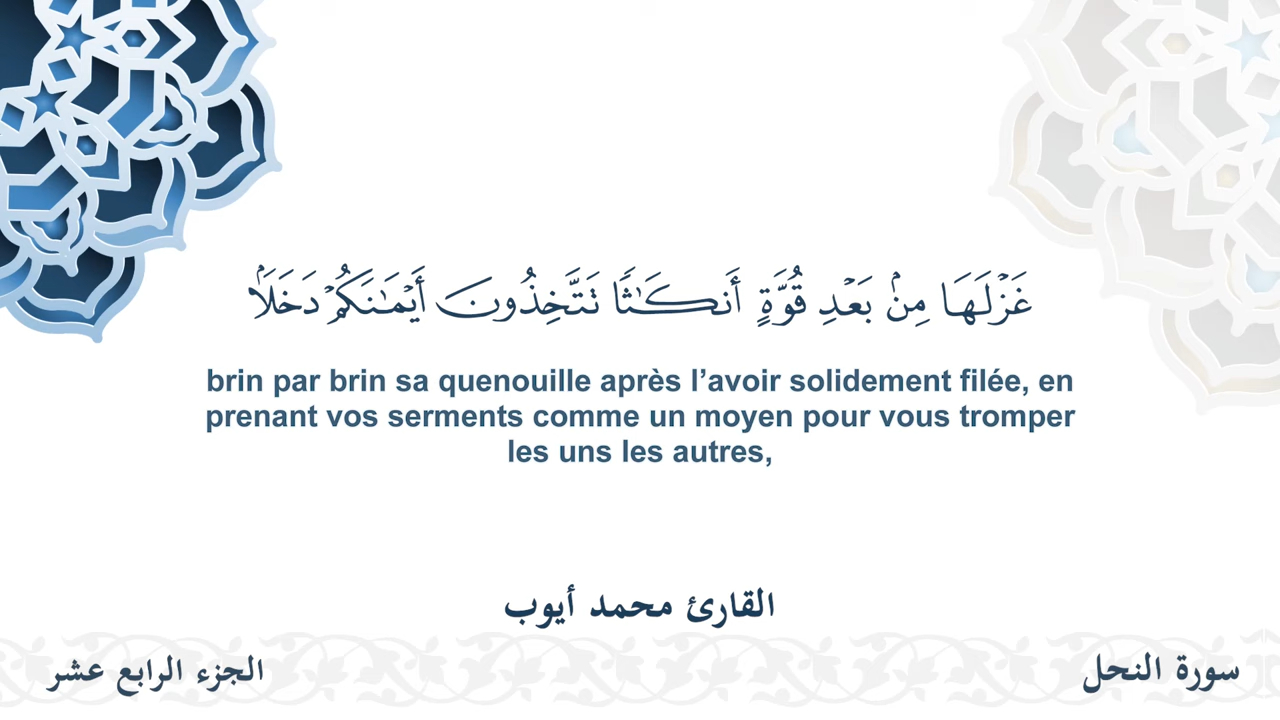 غَزۡلَهَا مِنۢ بَعۡدِ قُوَّةٍ أَنكَٰثٗا تَتَّخِذُونَ أَيۡمَٰنَكُمۡ دَخَلَۢا
brin par brin sa quenouille après l’avoir solidement filée, en
prenant vos serments comme un moyen pour vous tromper
les uns les autres,
القارئ محمد أيوب
سورة النحل
الجزء الرابع عشر